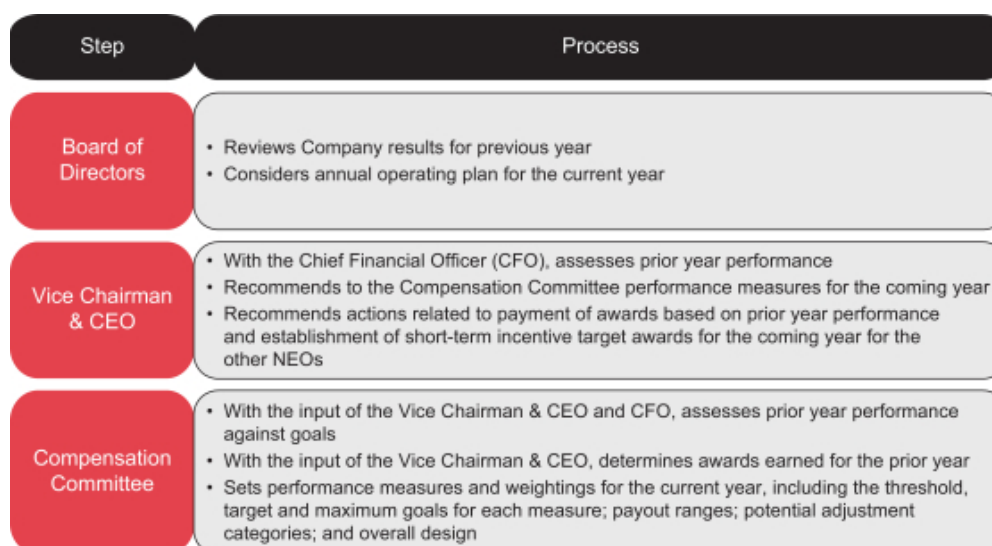 Step
Process
Board of
Directors
• Reviews Company results for previous year
• Considers annual operating plan for the current year
Vice Chairman
& CEO
• With the Chief Financial Officer (CFO), assesses prior year performance
• Recommends to the Compensation Committee performance measures for the coming year
• Recommends actions related to payment of awards based on prior year performance
and establishment of short-term incentive target awards for the coming year for the
other NEOs
Compensation
Committee
• With the input of the Vice Chairman & CEO and CFO, assesses prior year performance
against goals
• With the input of the Vice Chairman & CEO, determines awards earned for the prior year
• Sets performance measures and weightings for the current year, including the threshold,
target and maximum goals for each measure; payout ranges; potential adjustment
categories; and overall design